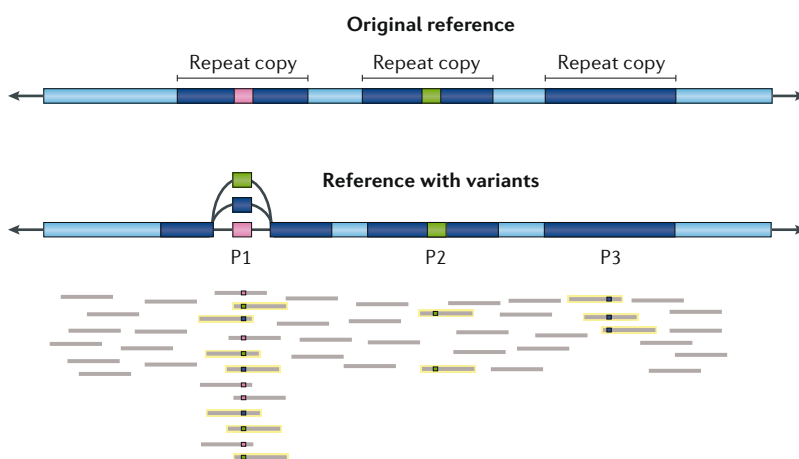 Original reference
Repeat copy Repeat copy Repeat copy
Reference with variants
P1 P2 P3